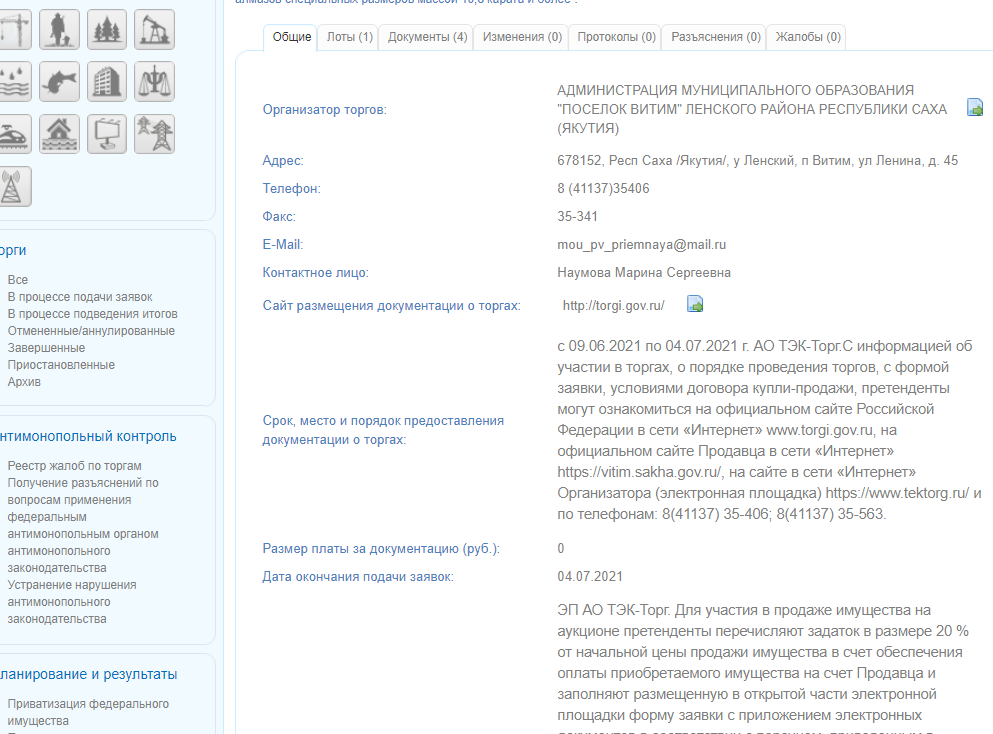 алмазов специальных размеров массой 10,8 карата и более".
Общие Лоты (1) Документы (4) Изменения (0) Протоколы (0) Разъяснения (0) Жалобы (0)
Организатор торгов:
АДМИНИСТРАЦИЯ МУНИЦИПАЛЬНОГО ОБРАЗОВАНИЯ
"ПОСЕЛОК ВИТИМ" ЛЕНСКОГО РАЙОНА РЕСПУБЛИКИ САХА
(ЯКУТИЯ)
Адрес: 678152, Респ Саха /Якутия/, у Ленский, п Витим, ул Ленина, д. 45
Телефон: 8 (41137)35406
Факс: 35-341
E-Mail: mou_pv_priemnaya@mail.ru
Контактное лицо: Наумова Марина Сергеевна
Сайт размещения документации о торгах: http://torgi.gov.ru/
Срок, место и порядок предоставления
документации о торгах:
с 09.06.2021 по 04.07.2021 г. АО ТЭК-Торг.С информацией об
участии в торгах, о порядке проведения торгов, с формой
заявки, условиями договора купли-продажи, претенденты
могут ознакомиться на официальном сайте Российской
Федерации в сети «Интернет» www.torgi.gov.ru, на
официальном сайте Продавца в сети «Интернет»
https://vitim.sakha.gov.ru/, на сайте в сети «Интернет»
Организатора (электронная площадка) https://www.tektorg.ru/ и
по телефонам: 8(41137) 35-406; 8(41137) 35-563.
Размер платы за документацию (руб.): 0
Дата окончания подачи заявок: 04.07.2021
ЭП АО ТЭК-Торг. Для участия в продаже имущества на
аукционе претенденты перечисляют задаток в размере 20 %
от начальной цены продажи имущества в счет обеспечения
оплаты приобретаемого имущества на счет Продавца и
заполняют размещенную в открытой части электронной
площадки форму заявки с приложением электронных
орги
Все
В процессе подачи заявок
В процессе подведения итогов
Отмененные/аннулированные
Завершенные
Приостановленные
Архив
нтимонопольный контроль
Реестр жалоб по торгам
Получение разъяснений по
вопросам применения
федеральным
антимонопольным органом
антимонопольного
законодательства
Устранение нарушения
антимонопольного
законодательства
ланирование и результаты
Приватизация федерального
имущества